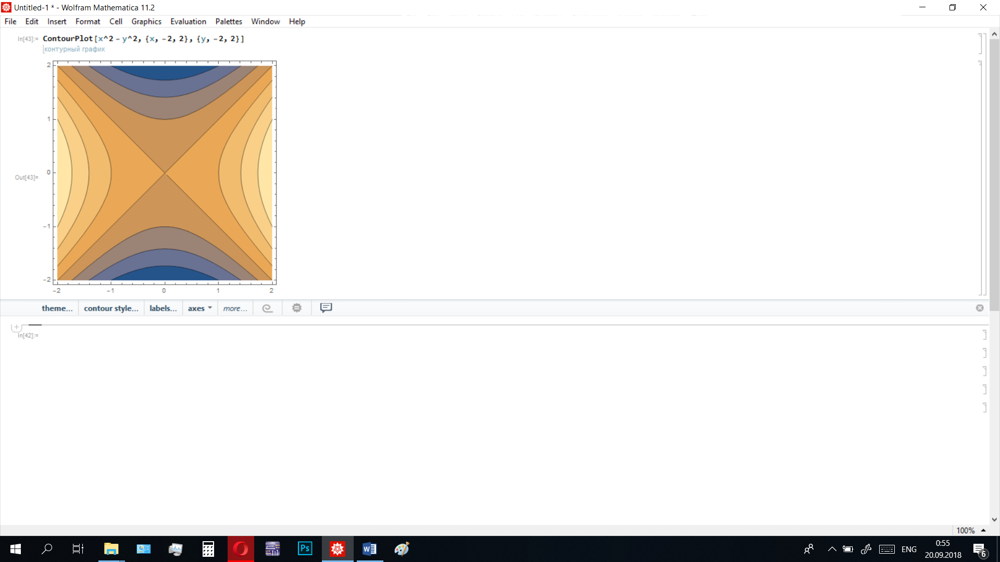 Untitled-1 * - Wolfram Mathematica 11.2
File Edit Insert Format Cell Graphics Evaluation Palettes Window Help
In[43]:= ContourPlot[x^2 - y^2, {x, -2, 2}, {y, -2, 2}]
контурный график
2
1
0
-1
-2
-2 -1 0 1 2
Out[43]=
theme... contour style... labels... axes more...
+
In[42]:=
100%
Ps
W
ENG
0:55
20.09.2018
6